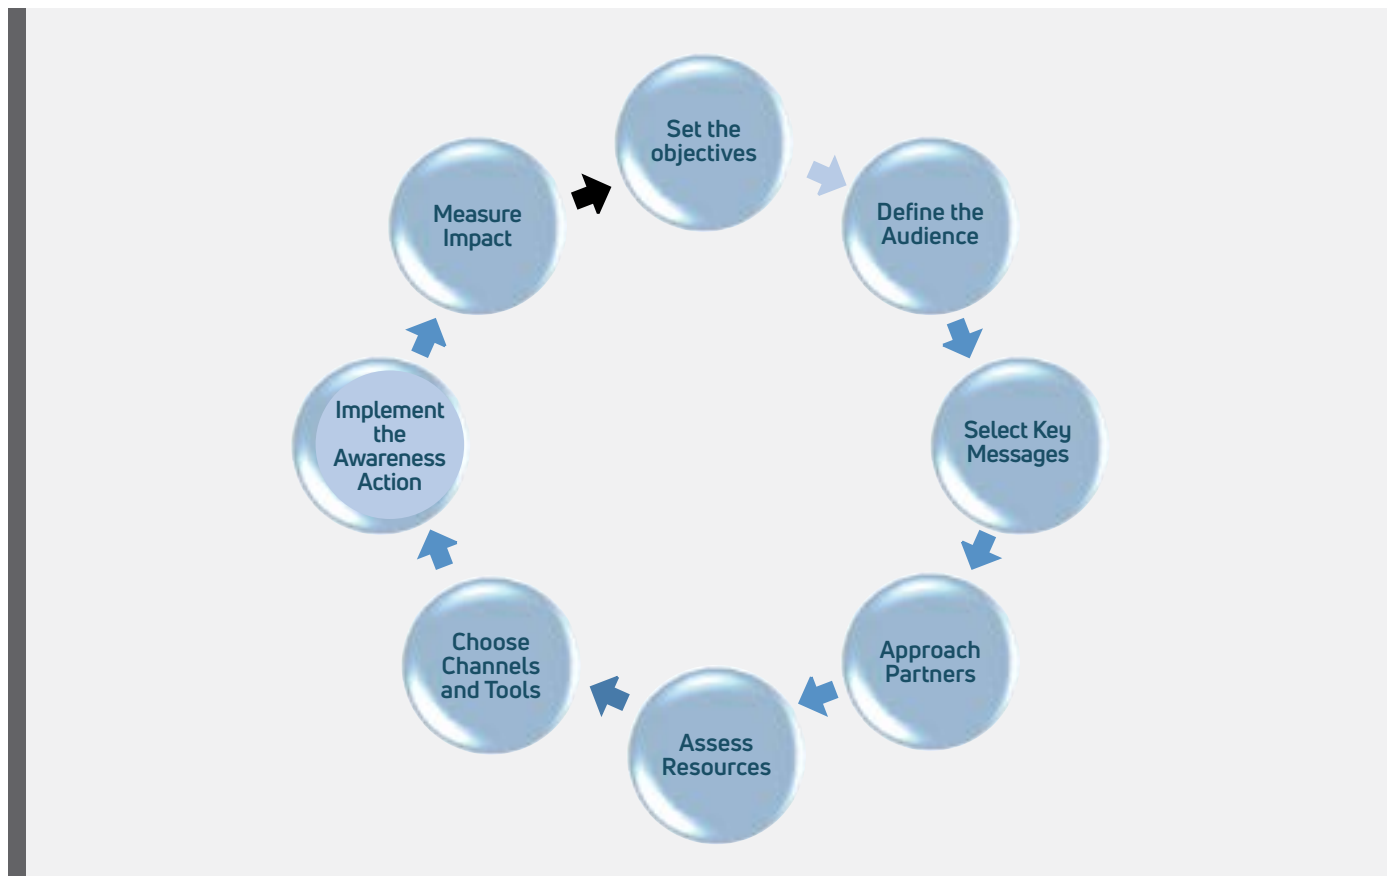 Set the
objectives
Define the
Audience
Select Key
Messages
Approach
Partners
Assess
Resources
Choose
Channels
and Tools
Implement
the
Awareness
Action
Measure
Impact